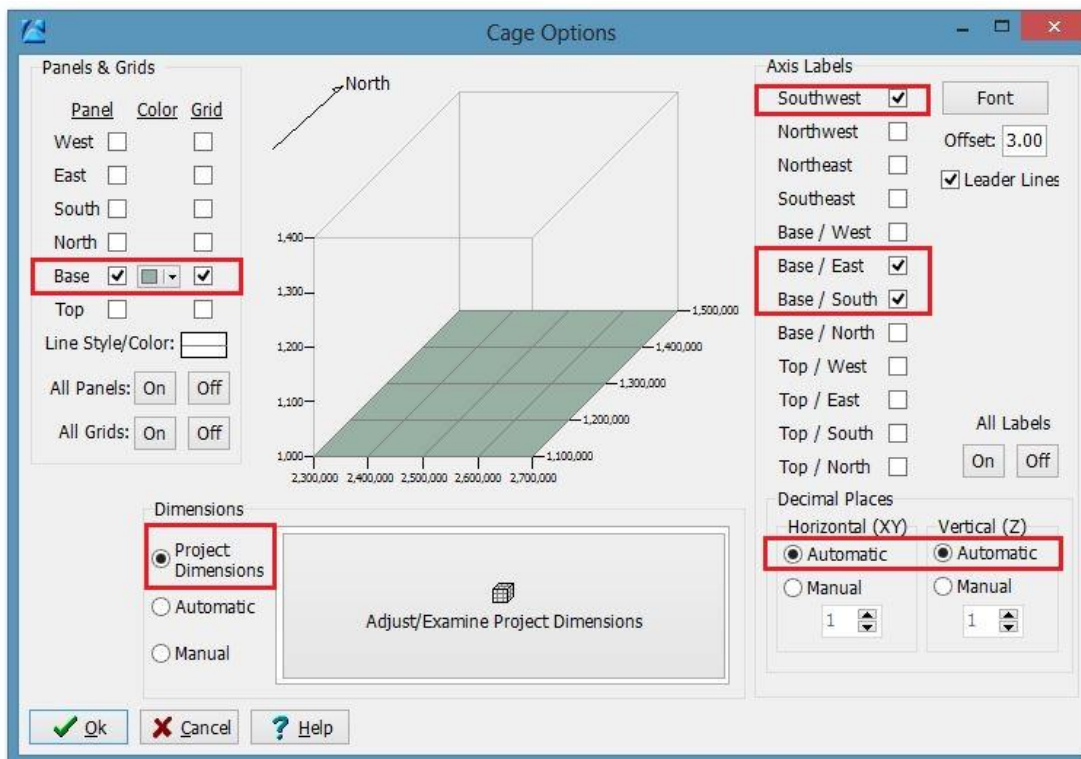 Cage Options
Panels & Grids
Panel Color Grid
West
East
South
North
Base
Top
Line Style/Color:
All Panels: On Off
All Grids: On Off
North
1,400
1,300
1,200
1,100
1,000
2,300,000 2,400,000 2,500,000 2,600,000 2,700,000
1,500,000
1,400,000
1,300,000
1,200,000
1,100,000
Axis Labels
Southwest
Northwest
Northeast
Southeast
Base / West
Base / East
Base / South
Base / North
Top / West
Top / East
Top / South
Top / North
Font
Offset: 3.00
Leader Lines
All Labels
On Off
Decimal Places
Horizontal (XY) Vertical (Z)
Automatic Automatic
Manual Manual
1 1
Dimensions
Project
Dimensions
Automatic
Manual
Adjust/Examine Project Dimensions
Ok Cancel Help